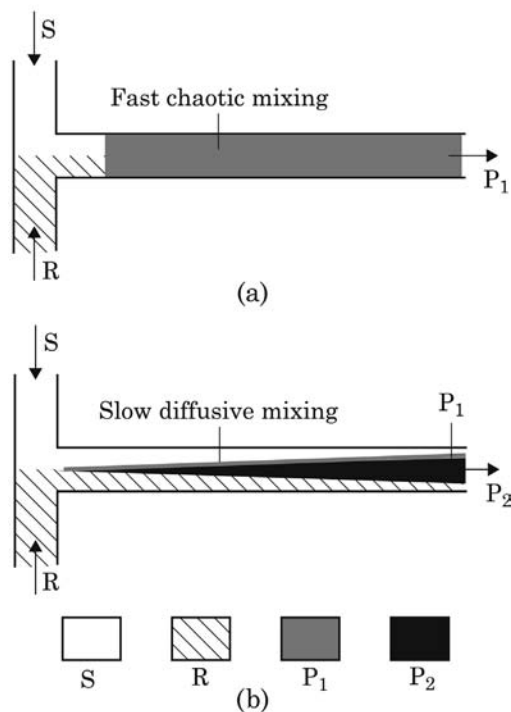 S
Fast chaotic mixing
P₁
R
(a)
S
Slow diffusive mixing
P₁
P₂
R
S R P₁ P₂
(b)